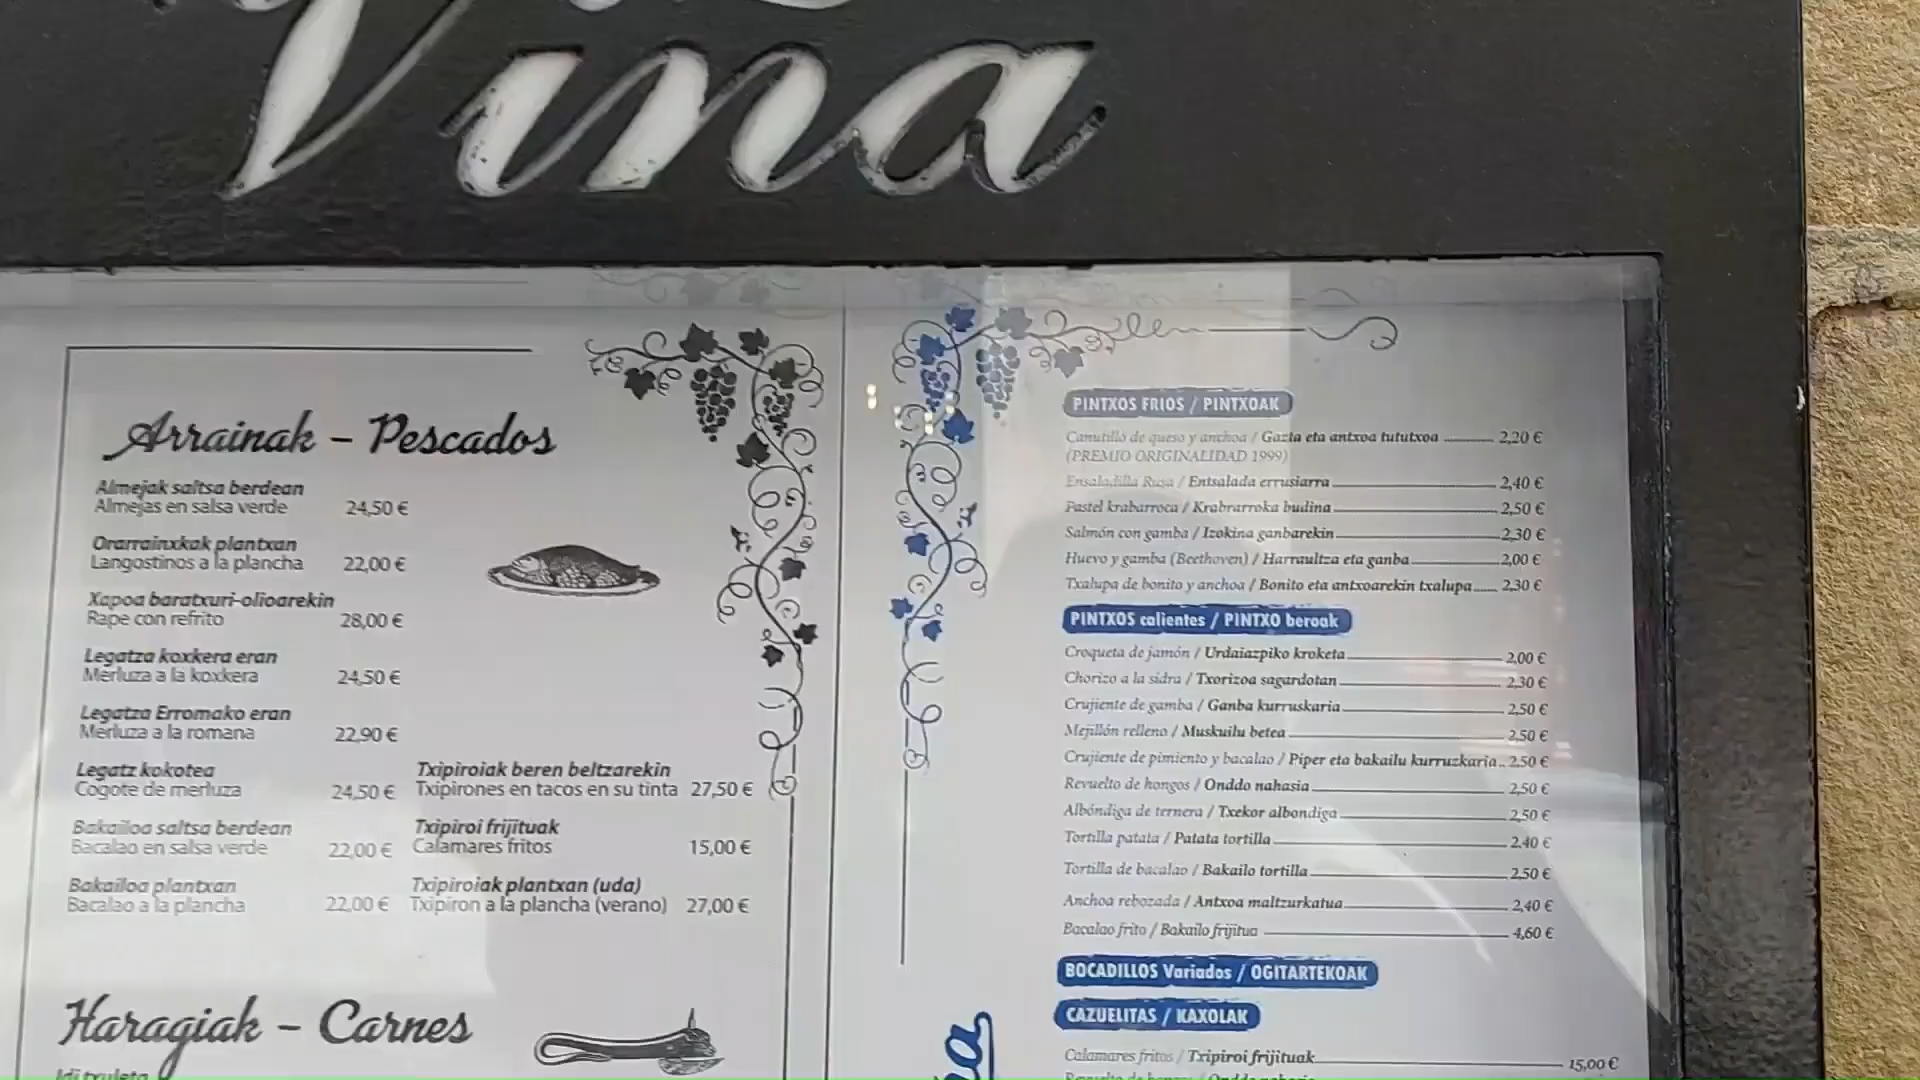 Vina
Arrainak - Pescados
Almejak saltsa berdean
Almejas en salsa verde 24,50 €
Orarrainxkak plantxan
Langostinos a la plancha 22,00 €
Xapoa baratxuri-olioarekin
Rape con refrito 28,00 €
Legatza koxkera eran
Merluza a la koxkera 24,50 €
Legatza Erromako eran
Merluza a la romana 22,90 €
Legatz kokotea
Cogote de merluza 24,50 €
Bakailoa saltsa berdean
Bacalao en salsa verde 22,00 €
Bakailoa plantxan
Bacalao a la plancha 22,00 €
Txipiroiak beren beltzarekin
Txipirones en tacos en su tinta 27,50 €
Txipiroi frijituak
Calamares fritos 15,00 €
Txipiroiak plantxan (uda)
Txipiron a la plancha (verano) 27,00 €
Haragiak - Carnes
Idi txuleta
PINTXOS FRIOS / PINTXOAK
Canutillo de queso y anchoa / Gazta eta antxoa tututxoa 2,20 €
(PREMIO ORIGINALIDAD 1999)
Ensaladilla Rusa / Entsalada errusiarra 2,40 €
Pastel krabarroca / Krabrarroka budina 2,50 €
Salmón con gamba / Izokina ganbarekin 2,30 €
Huevo y gamba (Beethoven) / Harraultza eta ganba 2,00 €
Txalupa de bonito y anchoa / Bonito eta antxoarekin txalupa 2,30 €
PINTXOS calientes / PINTXO beroak
Croqueta de jamón / Urdaiazpiko kroketa 2,00 €
Chorizo a la sidra / Txorizoa sagardotan 2,30 €
Crujiente de gamba / Ganba kurruskaria 2,50 €
Mejillón relleno / Muskuilu betea 2,50 €
Crujiente de pimiento y bacalao / Piper eta bakailu kurruzkaria 2,50 €
Revuelto de hongos / Onddo nahasia 2,50 €
Albóndiga de ternera / Txekor albondiga 2,50 €
Tortilla patata / Patata tortilla 2,40 €
Tortilla de bacalao / Bakailo tortilla 2,50 €
Anchoa rebozada / Antxoa maltzurkatua 2,40 €
Bacalao frito / Bakailo frijitua 4,60 €
BOCADILLOS Variados / OGITARTEKOAK
CAZUELITAS / KAXOLAK
Calamares fritos / Txipiroi frijituak 15,00 €